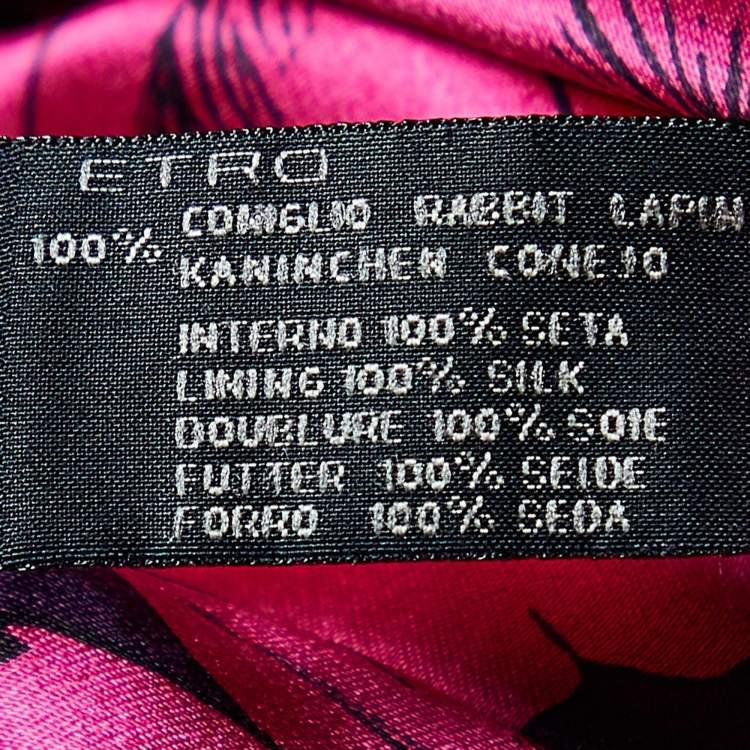 ETRO
100% CONIGLIO RABBIT LAPIN
KANINCHEN CONEJO
INTERNO 100% SETA
LINING 100% SILK
DOUBLURE 100% SOIE
FUTTER 100% SEIDE
FORRO 100% SEDA